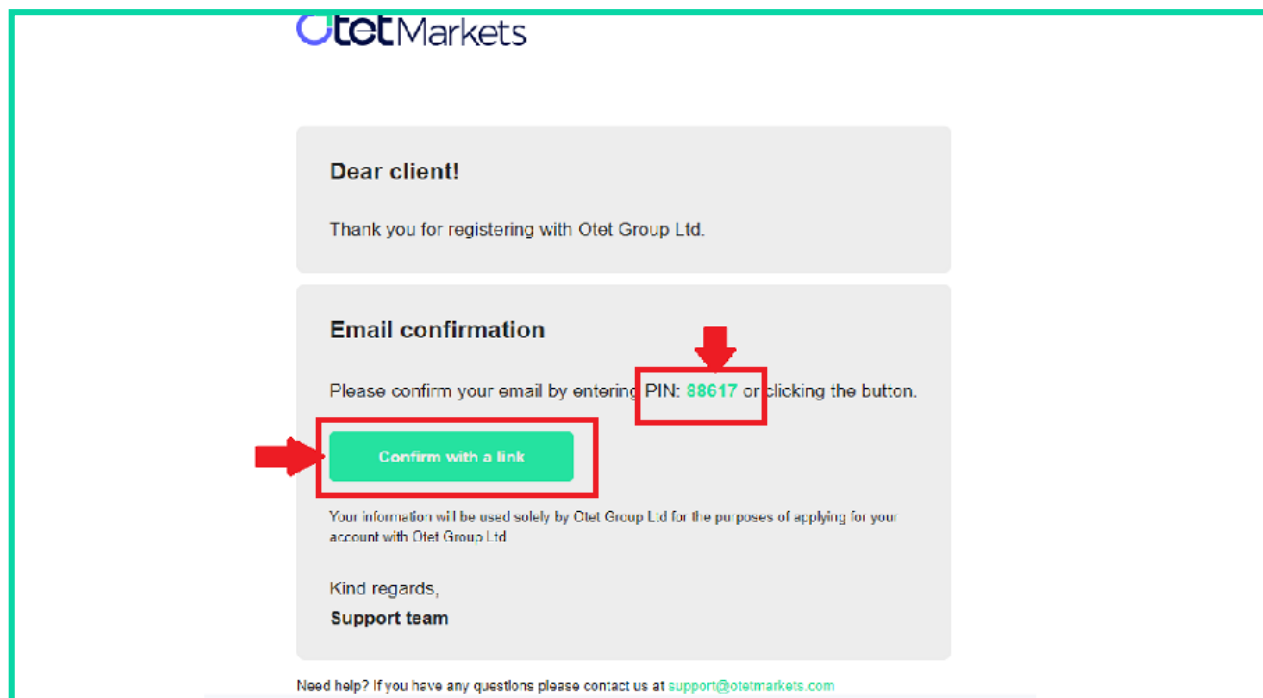 OtetMarkets
Dear client!
Thank you for registering with Otet Group Ltd.
Email confirmation
Please confirm your email by entering PIN: 88617 or clicking the button.
Confirm with a link
Your information will be used solely by Otet Group Ltd for the purposes of applying for your
account with Otet Group Ltd
Kind regards,
Support team
Need help? If you have any questions please contact us at support@otetmarkets.com